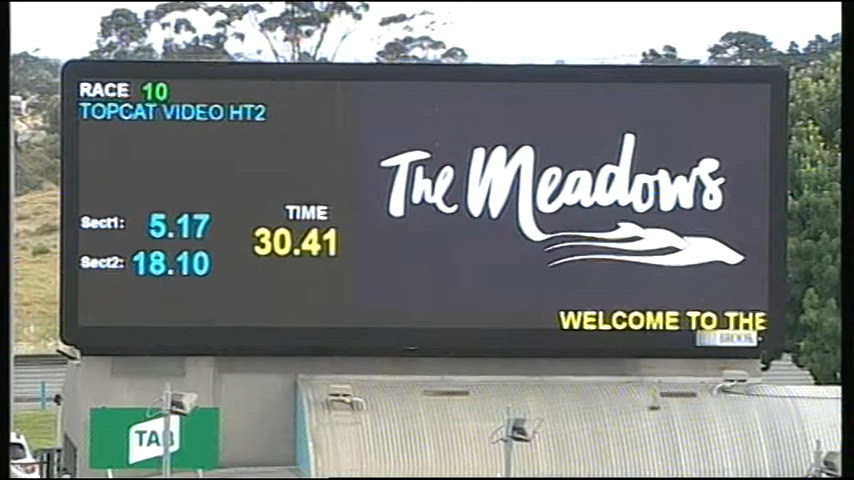 RACE 10
TOPCAT VIDEO HT2
The Meadows
TIME
Sect1: 5.17
30.41
Sect2: 18.10
WELCOME TO THE
BROOK
TAB